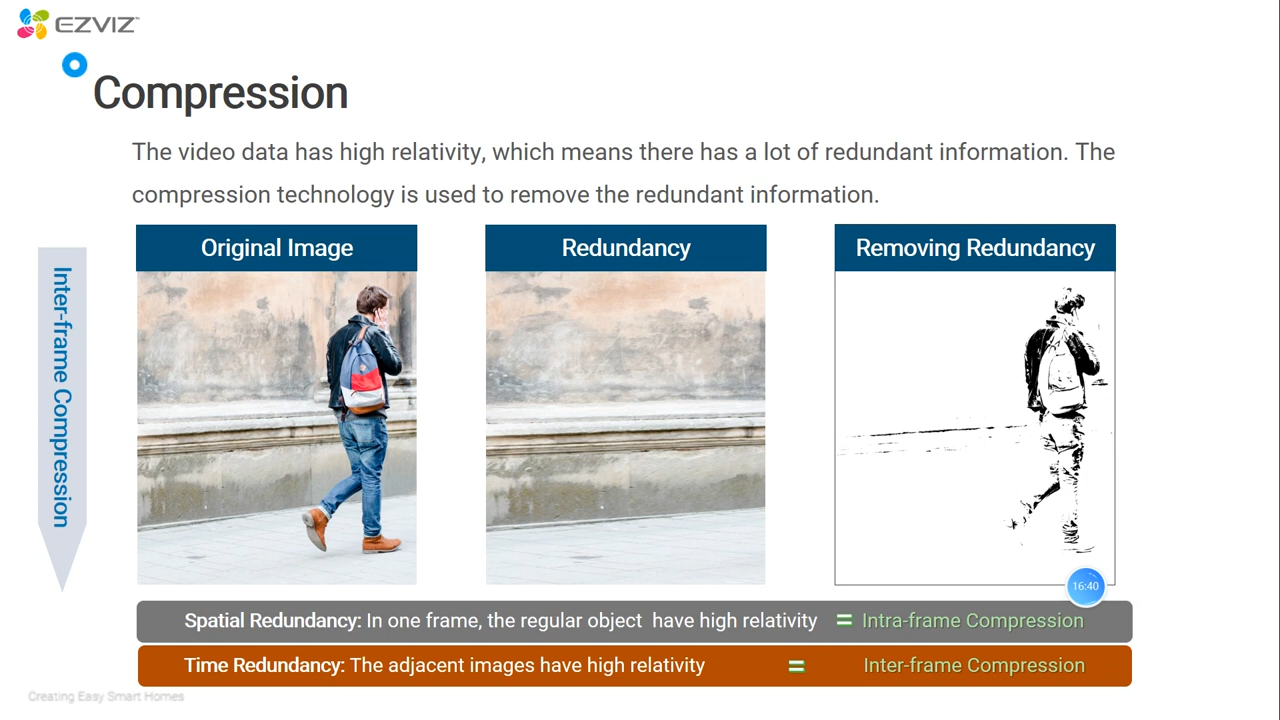 EZVIZ
Compression
The video data has high relativity, which means there has a lot of redundant information. The
compression technology is used to remove the redundant information.
Inter-frame Compression
Original Image
Redundancy
Removing Redundancy
16:40
Spatial Redundancy: In one frame, the regular object have high relativity = Intra-frame Compression
Time Redundancy: The adjacent images have high relativity = Inter-frame Compression
Creating Easy Smart Homes